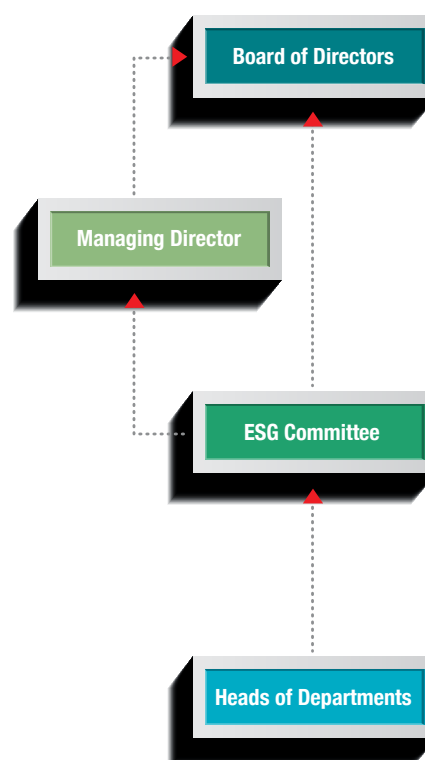 Board of Directors
Managing Director
ESG Committee
Heads of Departments